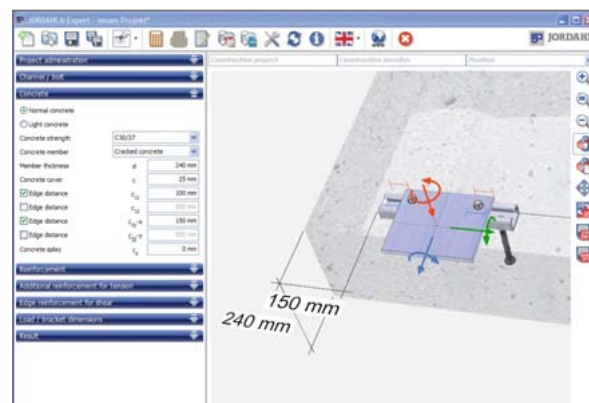 JORDAHL® Expert - neues Projekt*
JORDAHL
Project administration
Channel / bolt
Concrete
Normal concrete
Light concrete
Concrete strength C30/37
Concrete member Cracked concrete
Member thickness d 240 mm
Concrete cover c 25 mm
Edge distance 100 mm
Edge distance
Edge distance 150 mm
Edge distance
Concrete splay 0 mm
Reinforcement
Additional reinforcement for tension
Edge reinforcement for shear
Load / bracket dimensions
Result
Construction project
Construction member
Position
150 mm
240 mm